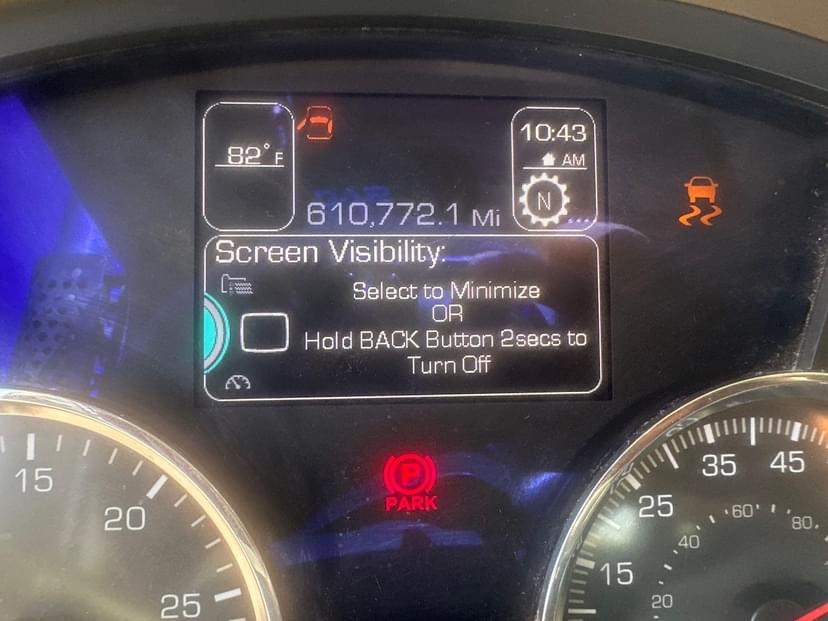 82°F
10:43
AM
N
610,772.1 Mi
Screen Visibility:
Select to Minimize
OR
Hold BACK Button 2secs to
Turn Off
P
PARK
15
20
25
15
25
35
45
20
40
60
80